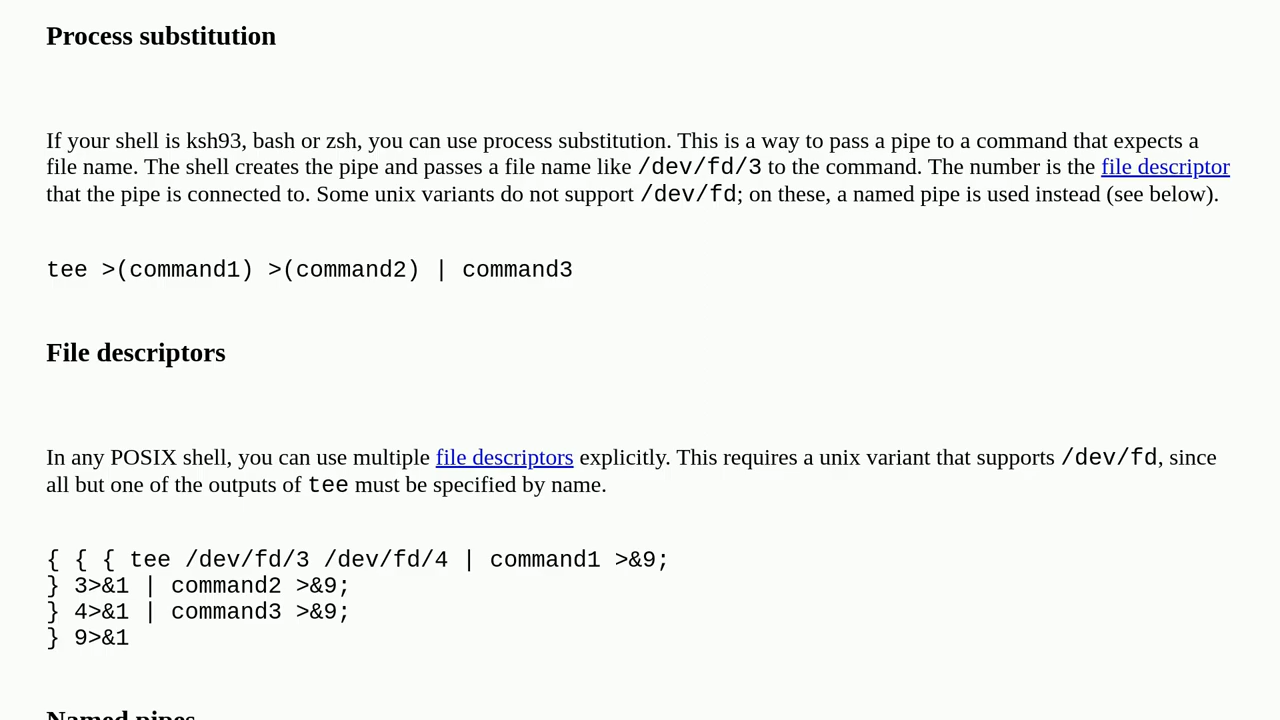 Process substitution
If your shell is ksh93, bash or zsh, you can use process substitution. This is a way to pass a pipe to a command that expects a
file name. The shell creates the pipe and passes a file name like /dev/fd/3 to the command. The number is the file descriptor
that the pipe is connected to. Some unix variants do not support /dev/fd; on these, a named pipe is used instead (see below).
tee >(command1) >(command2) | command3
File descriptors
In any POSIX shell, you can use multiple file descriptors explicitly. This requires a unix variant that supports /dev/fd, since
all but one of the outputs of tee must be specified by name.
{ { { tee /dev/fd/3 /dev/fd/4 | command1 >&9;
} 3>&1 | command2 >&9;
} 4>&1 | command3 >&9;
} 9>&1
Named pipes